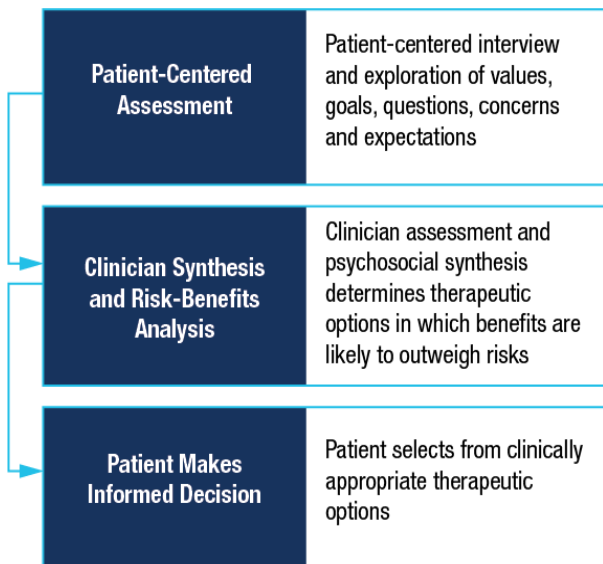 Patient-Centered
Assessment
Patient-centered interview
and exploration of values,
goals, questions, concerns
and expectations
Clinician Synthesis
and Risk-Benefits
Analysis
Clinician assessment and
psychosocial synthesis
determines therapeutic
options in which benefits are
likely to outweigh risks
Patient Makes
Informed Decision
Patient selects from clinically
appropriate therapeutic
options